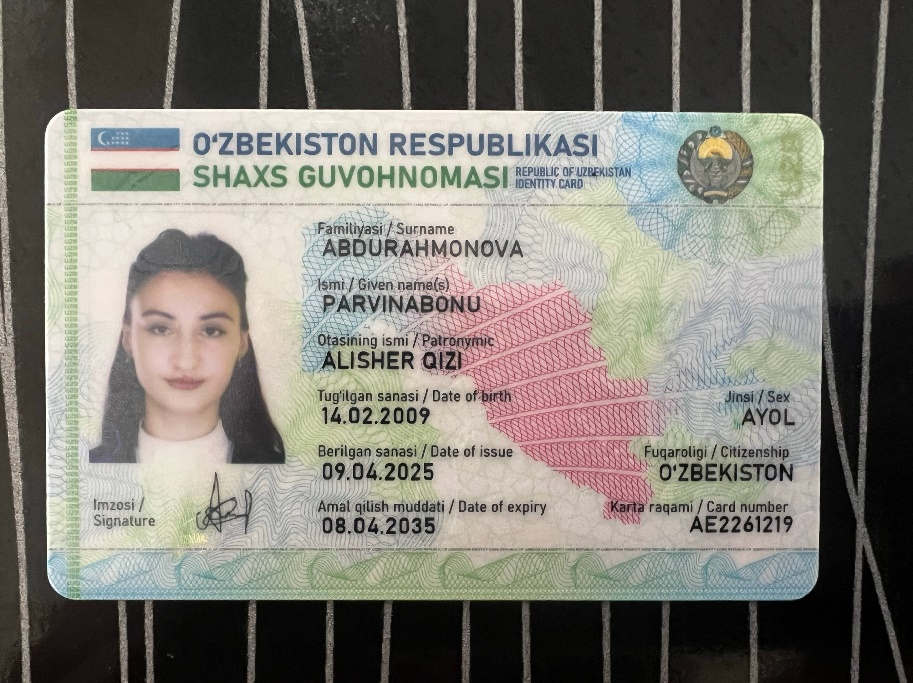 O'ZBEKISTON RESPUBLIKASI
SHAXS GUVOHNOMASI
REPUBLIC OF UZBEKISTAN
IDENTITY CARD
Familiyasi / Surname
ABDURAHMONOVA
Ismi / Given name(s)
PARVINABONU
Otasining ismi / Patronymic
ALISHER QIZI
Tug'ilgan sanasi / Date of birth
14.02.2009
Jinsi / Sex
AYOL
Berilgan sanasi / Date of issue
09.04.2025
Fuqaroligi / Citizenship
O'ZBEKISTON
Imzosi /
Signature
Amal qilish muddati / Date of expiry
08.04.2035
Karta raqami / Card number
AE2261219